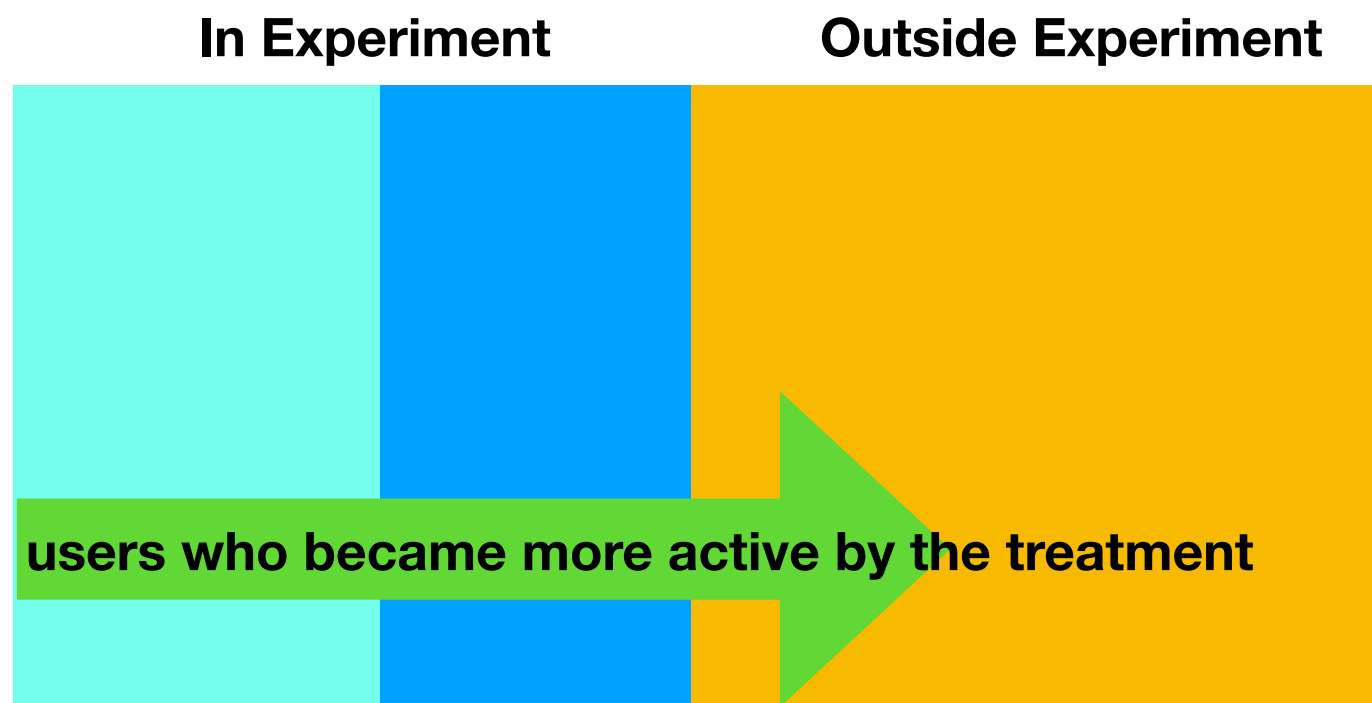 In Experiment
Outside Experiment
users who became more active by the treatment